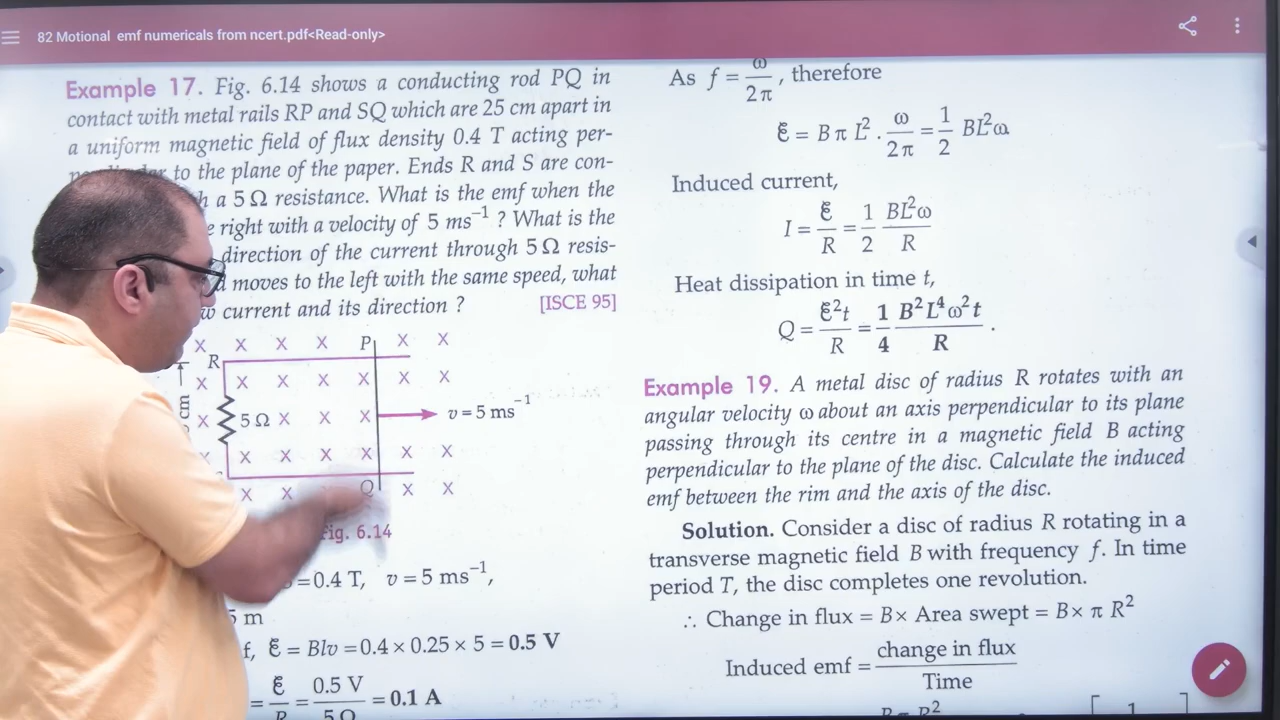 82 Motional emf numericals from ncert.pdf<Read-only>
Example 17. Fig. 6.14 shows a conducting rod PQ in
contact with metal rails RP and SQ which are 25 cm apart in
a uniform magnetic field of flux density 0.4 T acting per-
to the plane of the paper. Ends R and S are con-
a 5 Ω resistance. What is the emf when the
right with a velocity of 5 ms⁻¹ ? What is the
direction of the current through 5 Ω resis-
moves to the left with the same speed, what
current and its direction ? [ISCE 95]
X X X X P X X
R
X X X X X X X
cm X 5 Ω X X X v = 5 ms⁻¹
X X X X X X
X X Q X X
Fig. 6.14
= 0.4 T, v = 5 ms⁻¹,
m
ℰ = Blv = 0.4 × 0.25 × 5 = 0.5 V
= ℰ/R = 0.5 V/5 Ω = 0.1 A
As f = ω/2π , therefore
ℰ = B π L² . ω/2π = 1/2 BL²ω
Induced current,
I = ℰ/R = 1/2 BL²ω/R
Heat dissipation in time t,
Q = ℰ²t/R = 1/4 B²L⁴ω²t/R .
Example 19. A metal disc of radius R rotates with an
angular velocity ω about an axis perpendicular to its plane
passing through its centre in a magnetic field B acting
perpendicular to the plane of the disc. Calculate the induced
emf between the rim and the axis of the disc.
Solution. Consider a disc of radius R rotating in a
transverse magnetic field B with frequency f. In time
period T, the disc completes one revolution.
∴ Change in flux = B× Area swept = B× π R²
Induced emf = change in flux/Time